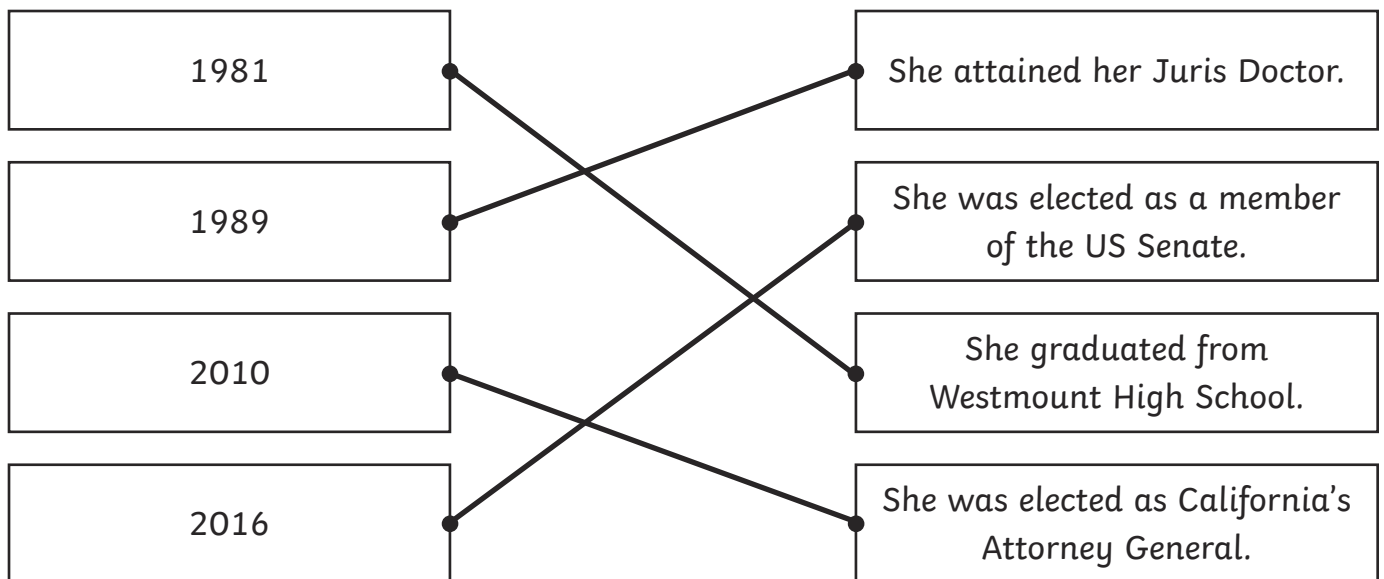 1981
She attained her Juris Doctor.
1989
She was elected as a member
of the US Senate.
2010
She graduated from
Westmount High School.
2016
She was elected as California’s
Attorney General.